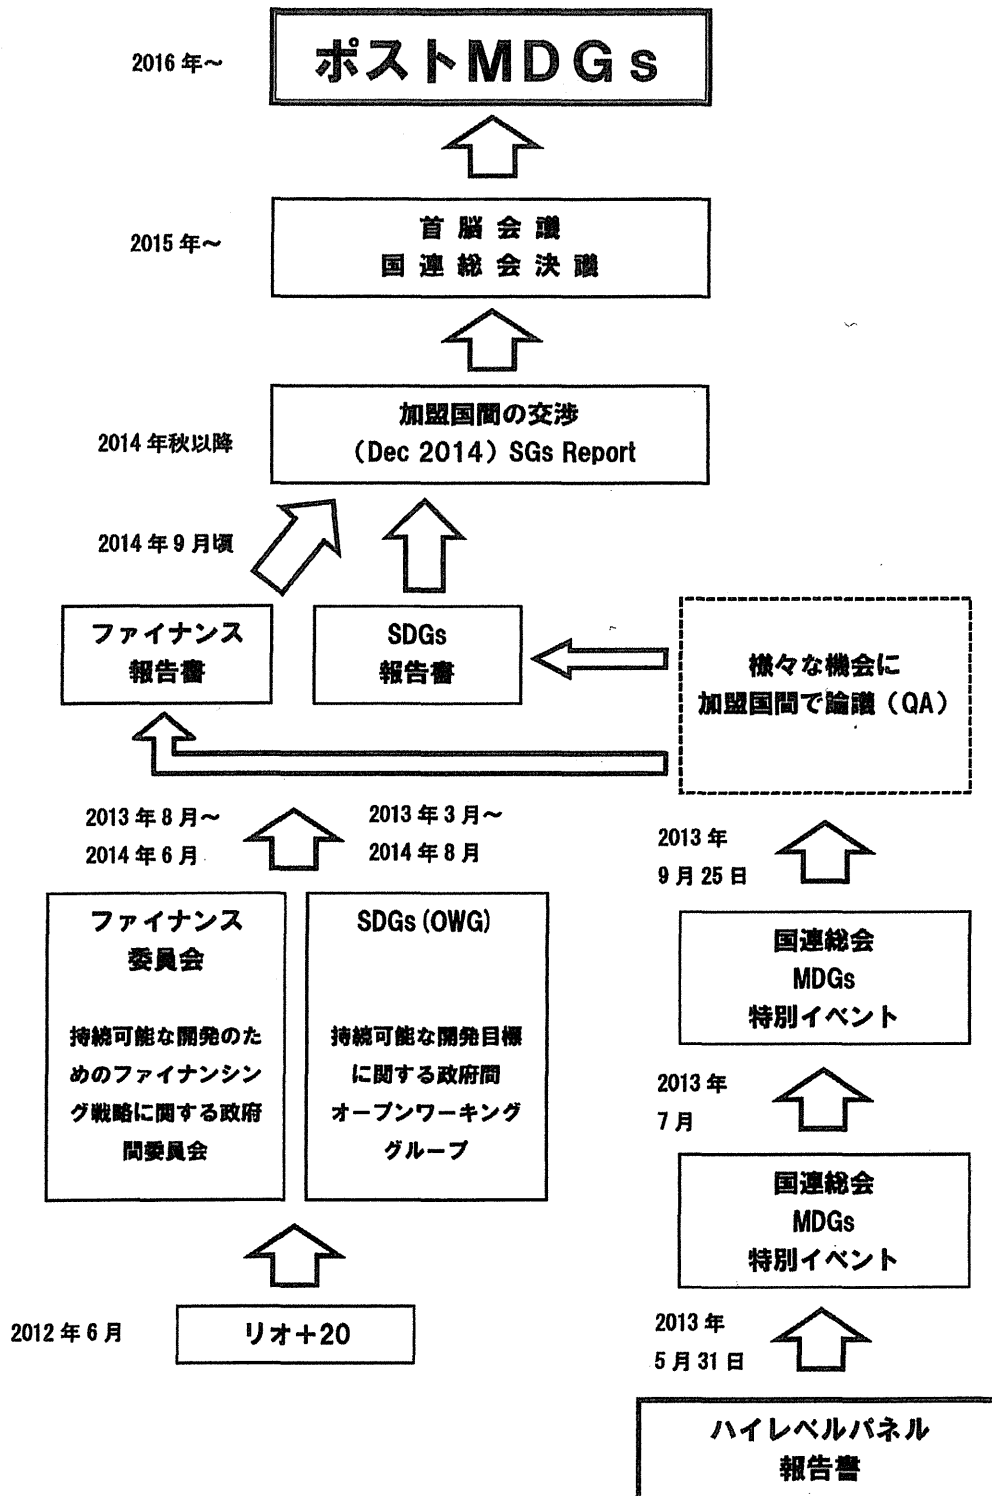 2016年～
ポストMDGs
2015年～
首脳会議
国連総会決議
2014年秋以降
加盟国間の交渉
(Dec 2014) SGs Report
2014年9月頃
ファイナンス
報告書
SDGs
報告書
様々な機会に
加盟国間で論議（QA）
2013年8月～
2014年6月
2013年3月～
2014年8月
2013年
9月25日
ファイナンス
委員会
持続可能な開発のた
めのファイナンシン
グ戦略に関する政府
間委員会
SDGs(OWG)
持続可能な開発目標
に関する政府間
オープンワーキング
グループ
国連総会
MDGs
特別イベント
2013年
7月
国連総会
MDGs
特別イベント
2012年6月
リオ+20
2013年
5月31日
ハイレベルパネル
報告書